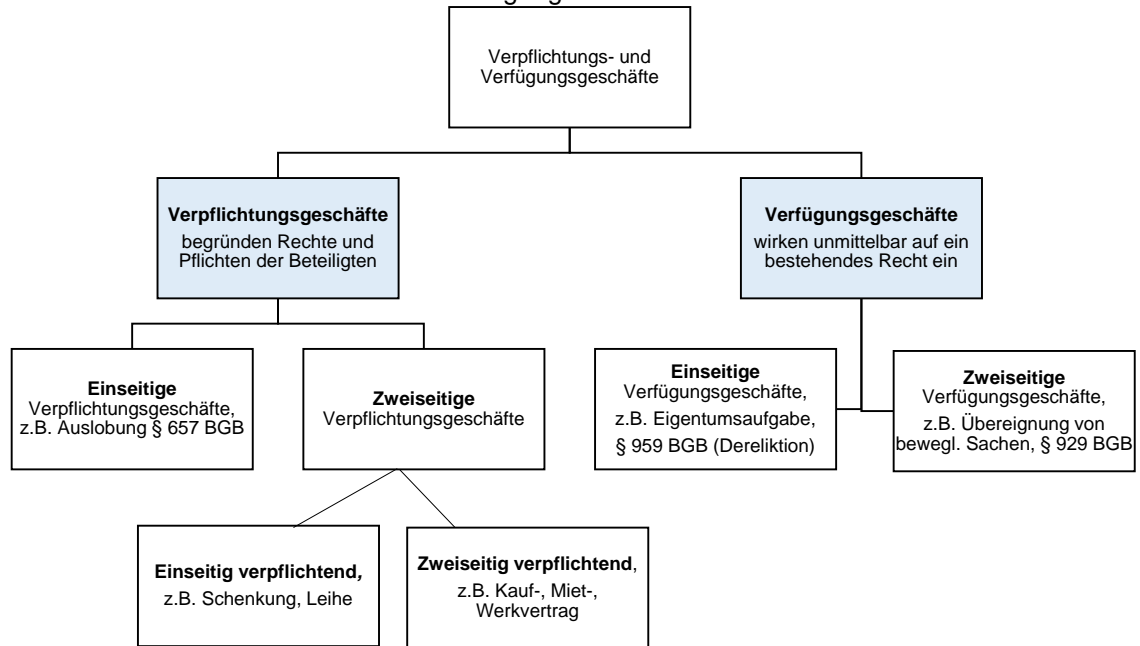 Verpflichtungs- und
Verfügungsgeschäfte
Verpflichtungsgeschäfte
begründen Rechte und
Pflichten der Beteiligten
Verfügungsgeschäfte
wirken unmittelbar auf ein
bestehendes Recht ein
Einseitige
Verpflichtungsgeschäfte,
z.B. Auslobung § 657 BGB
Zweiseitige
Verpflichtungsgeschäfte
Einseitige
Verfügungsgeschäfte,
z.B. Eigentumsaufgabe,
§ 959 BGB (Dereliktion)
Zweiseitige
Verfügungsgeschäfte,
z.B. Übereignung von
bewegl. Sachen, § 929 BGB
Einseitig verpflichtend,
z.B. Schenkung, Leihe
Zweiseitig verpflichtend,
z.B. Kauf-, Miet-,
Werkvertrag